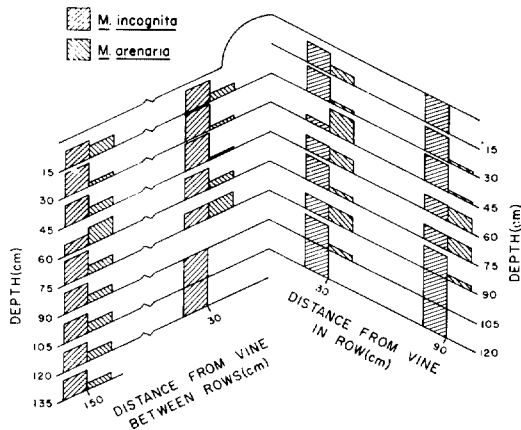 M. incognita
M. arenaria
15
30
45
60
75
90
105
120
135
DEPTH(cm)
150
30
DISTANCE FROM VINE
BETWEEN ROWS(cm)
30
90
DISTANCE FROM VINE
IN ROW(cm)
15
30
45
60
75
90
105
120
DEPTH(cm)